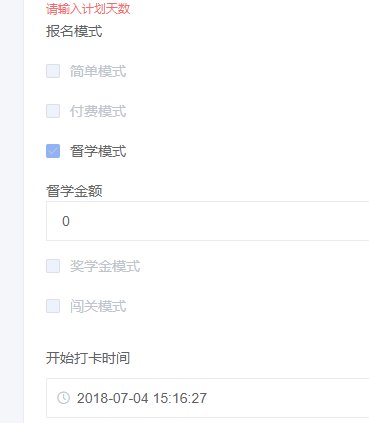 请输入计划天数
报名模式
简单模式
付费模式
督学模式
督学金额
0
奖学金模式
闯关模式
开始打卡时间
2018-07-04 15:16:27